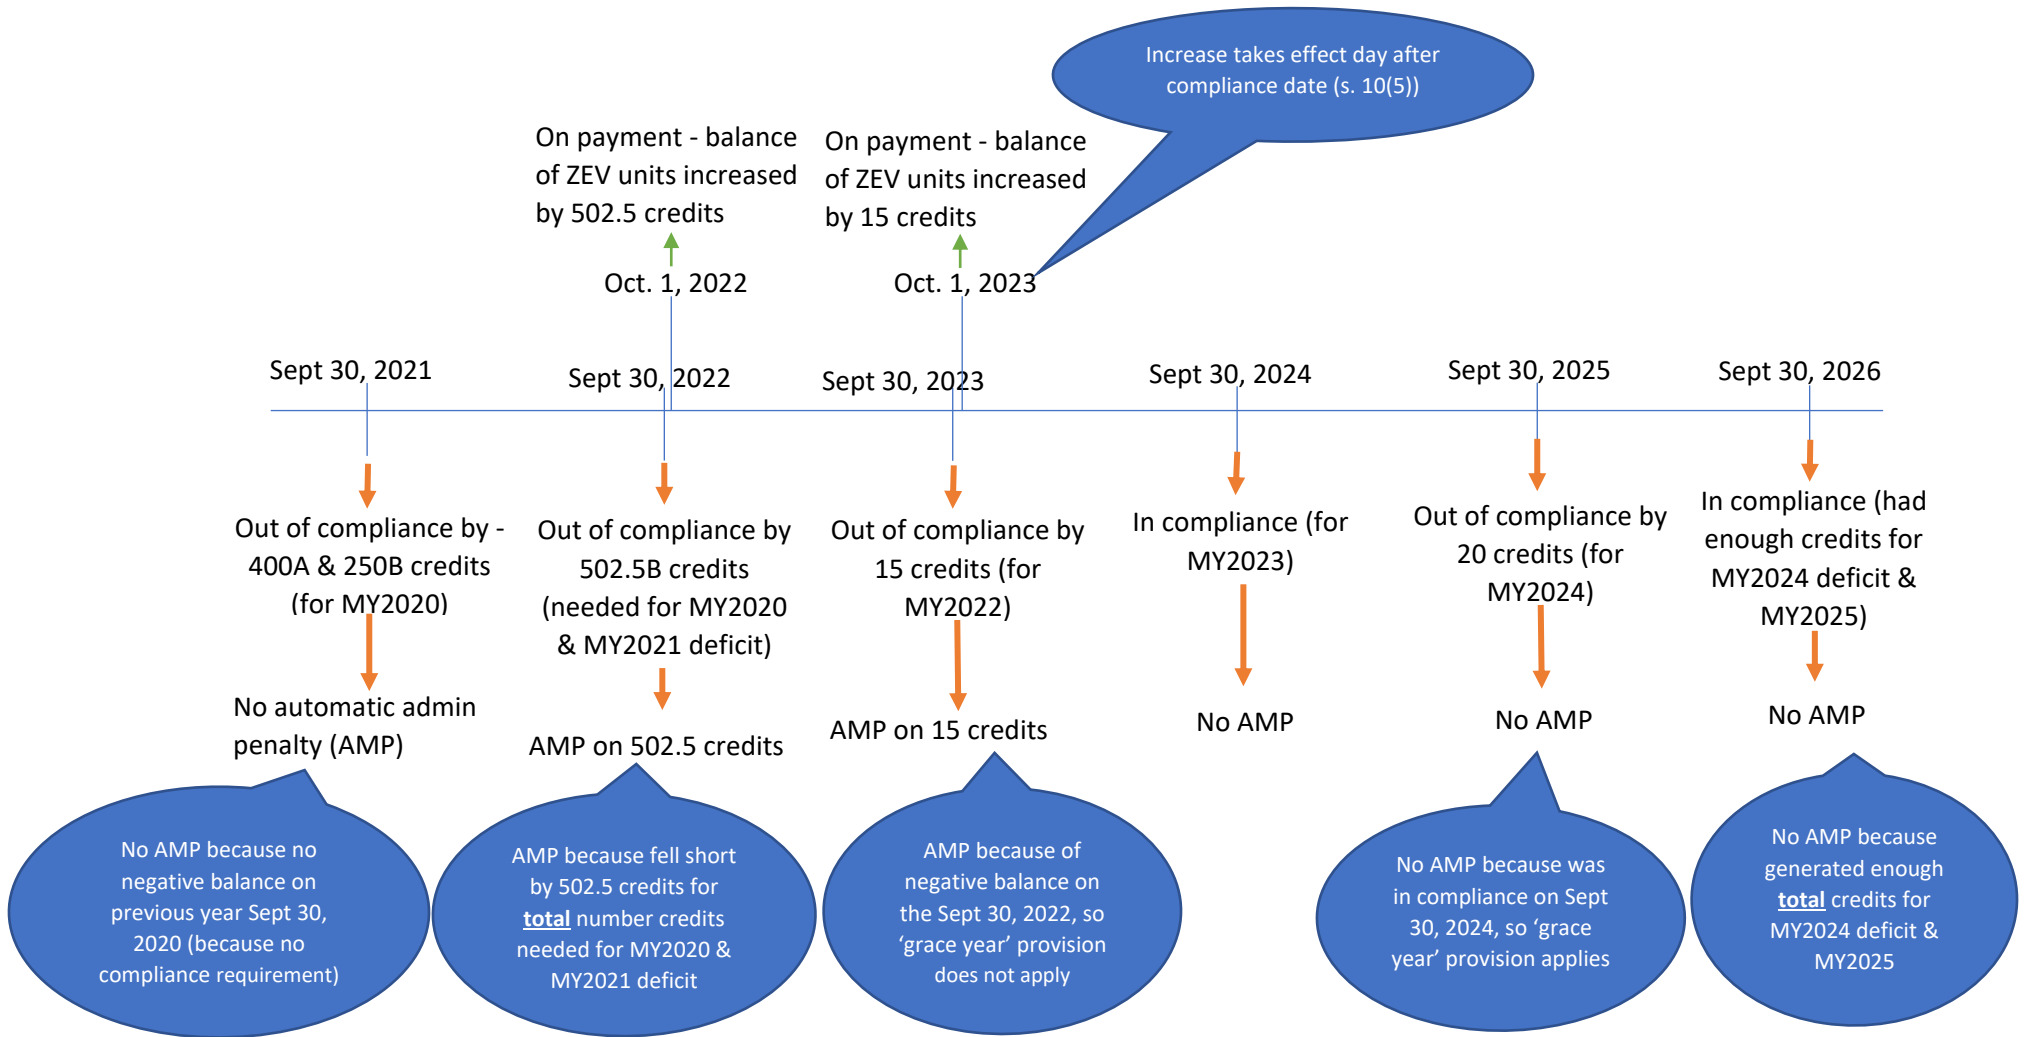 Increase takes effect day after
compliance date (s. 10(5))
On payment - balance
of ZEV units increased
by 502.5 credits
On payment - balance
of ZEV units increased
by 15 credits
Oct. 1, 2022
Oct. 1, 2023
Sept 30, 2021
Sept 30, 2022
Sept 30, 2023
Sept 30, 2024
Sept 30, 2025
Sept 30, 2026
Out of compliance by -
400A & 250B credits
(for MY2020)
Out of compliance by
502.5B credits
(needed for MY2020
& MY2021 deficit)
Out of compliance by
15 credits (for
MY2022)
In compliance (for
MY2023)
Out of compliance by
20 credits (for
MY2024)
In compliance (had
enough credits for
MY2024 deficit &
MY2025)
No automatic admin
penalty (AMP)
AMP on 502.5 credits
AMP on 15 credits
No AMP
No AMP
No AMP
No AMP because no
negative balance on
previous year Sept 30,
2020 (because no
compliance requirement)
AMP because fell short
by 502.5 credits for
total number credits
needed for MY2020 &
MY2021 deficit
AMP because of
negative balance on
the Sept 30, 2022, so
‘grace year’ provision
does not apply
No AMP because was
in compliance on Sept
30, 2024, so ‘grace
year’ provision applies
No AMP because
generated enough
total credits for
MY2024 deficit &
MY2025